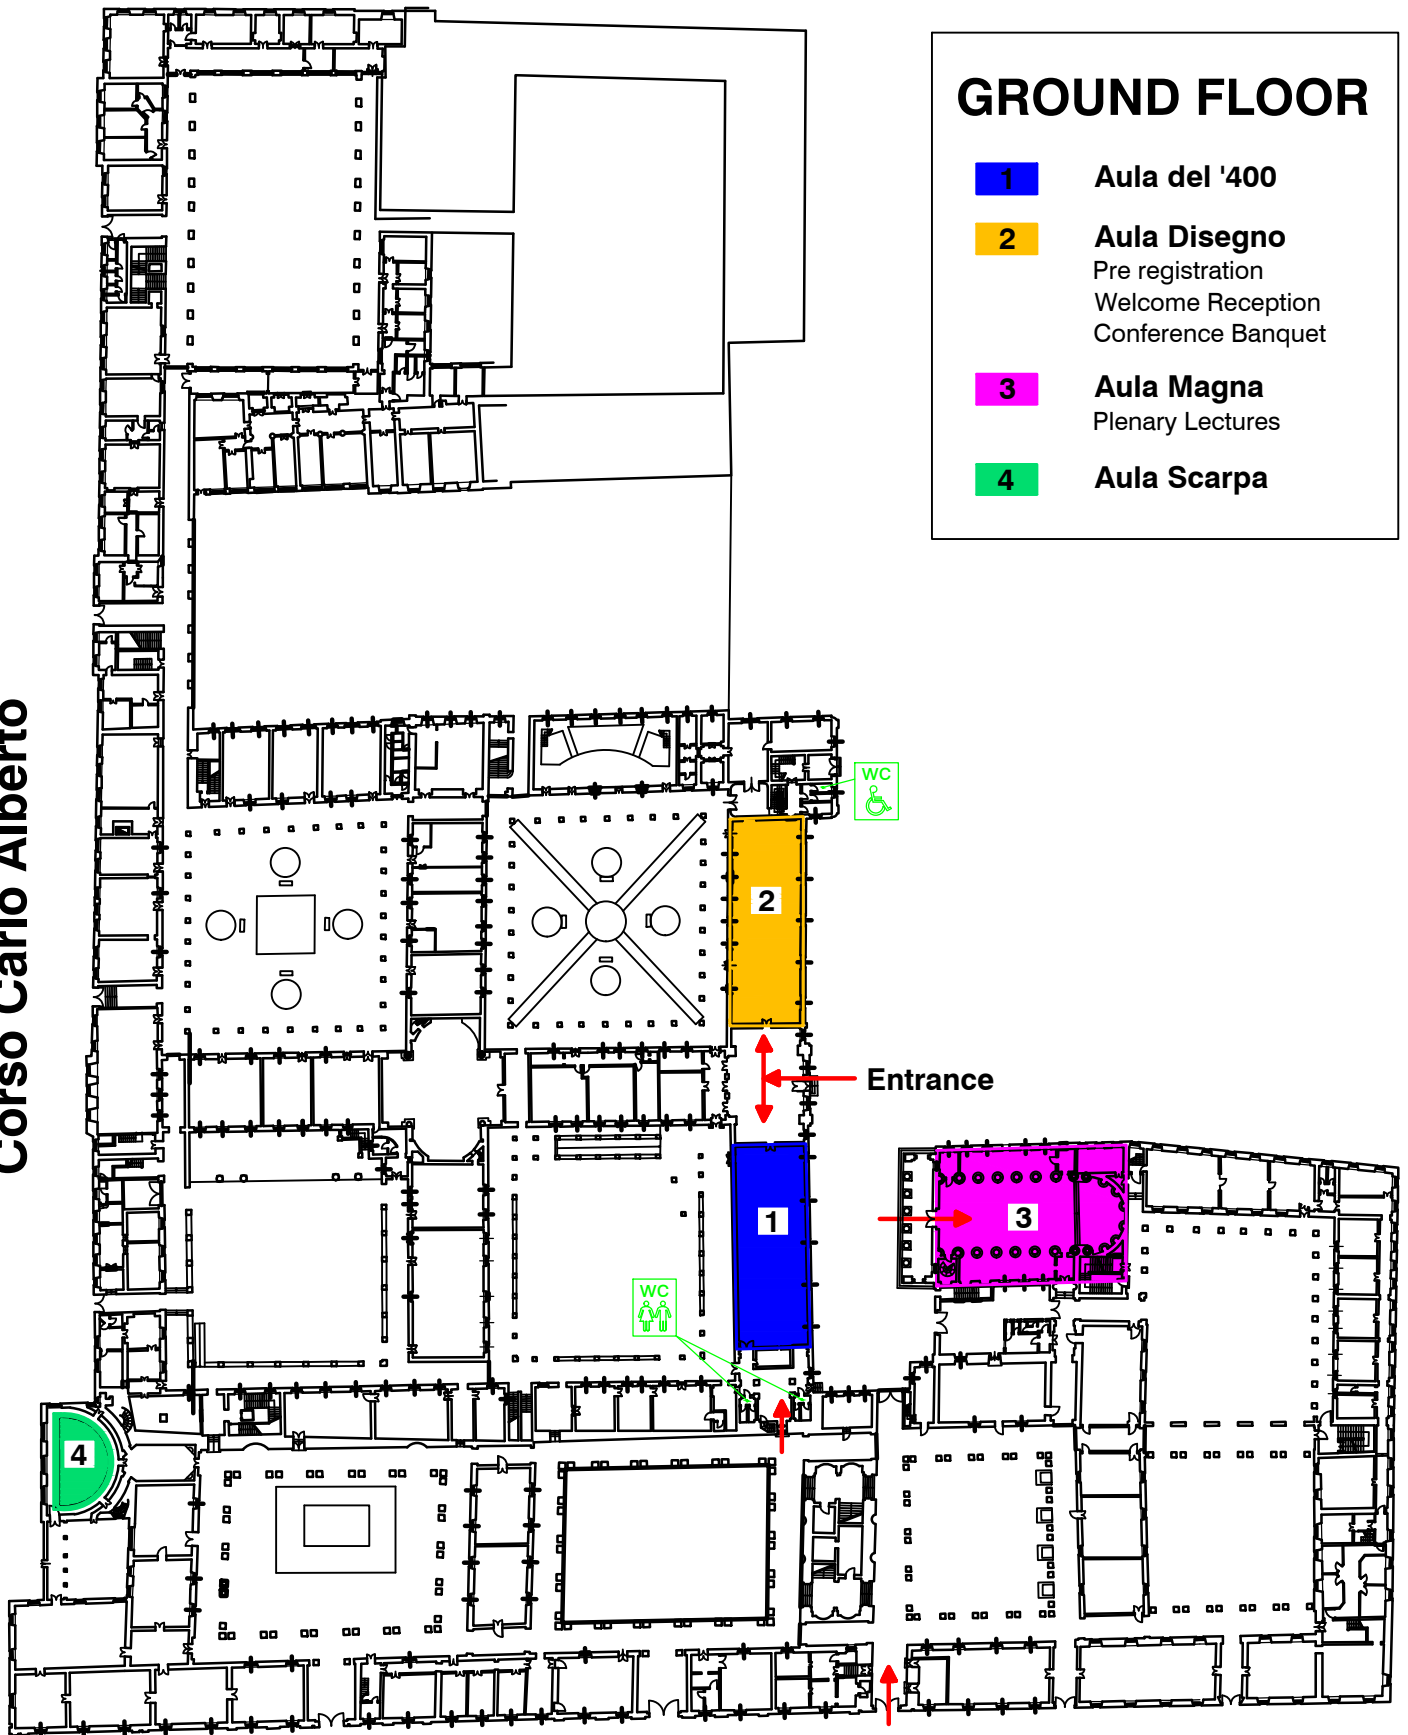 GROUND FLOOR
1 Aula del '400
2 Aula Disegno
Pre registration
Welcome Reception
Conference Banquet
3 Aula Magna
Plenary Lectures
4 Aula Scarpa
Corso Carlo Alberto
WC
2
Entrance
1
3
WC
4